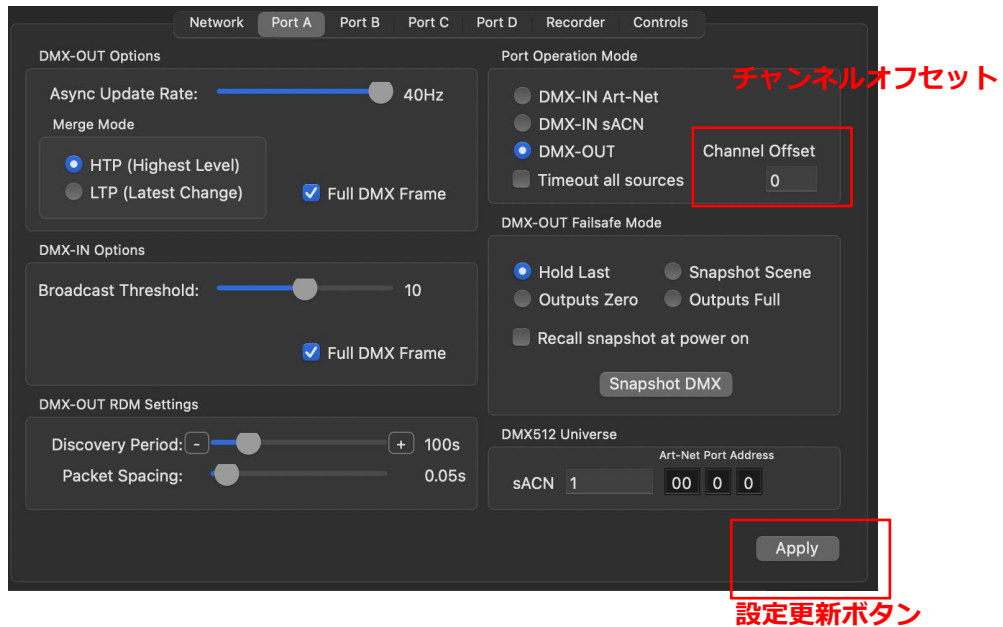 Network Port A Port B Port C Port D Recorder Controls
DMX-OUT Options
Async Update Rate: 40Hz
Merge Mode
HTP (Highest Level)
LTP (Latest Change)
Full DMX Frame
DMX-IN Options
Broadcast Threshold: 10
Full DMX Frame
DMX-OUT RDM Settings
Discovery Period: - + 100s
Packet Spacing: 0.05s
Port Operation Mode
チャンネルオフセット
DMX-IN Art-Net
DMX-IN sACN
DMX-OUT
Timeout all sources
Channel Offset
0
DMX-OUT Failsafe Mode
Hold Last Snapshot Scene
Outputs Zero Outputs Full
Recall snapshot at power on
Snapshot DMX
DMX512 Universe
Art-Net Port Address
sACN 1 00 0 0
Apply
設定更新ボタン